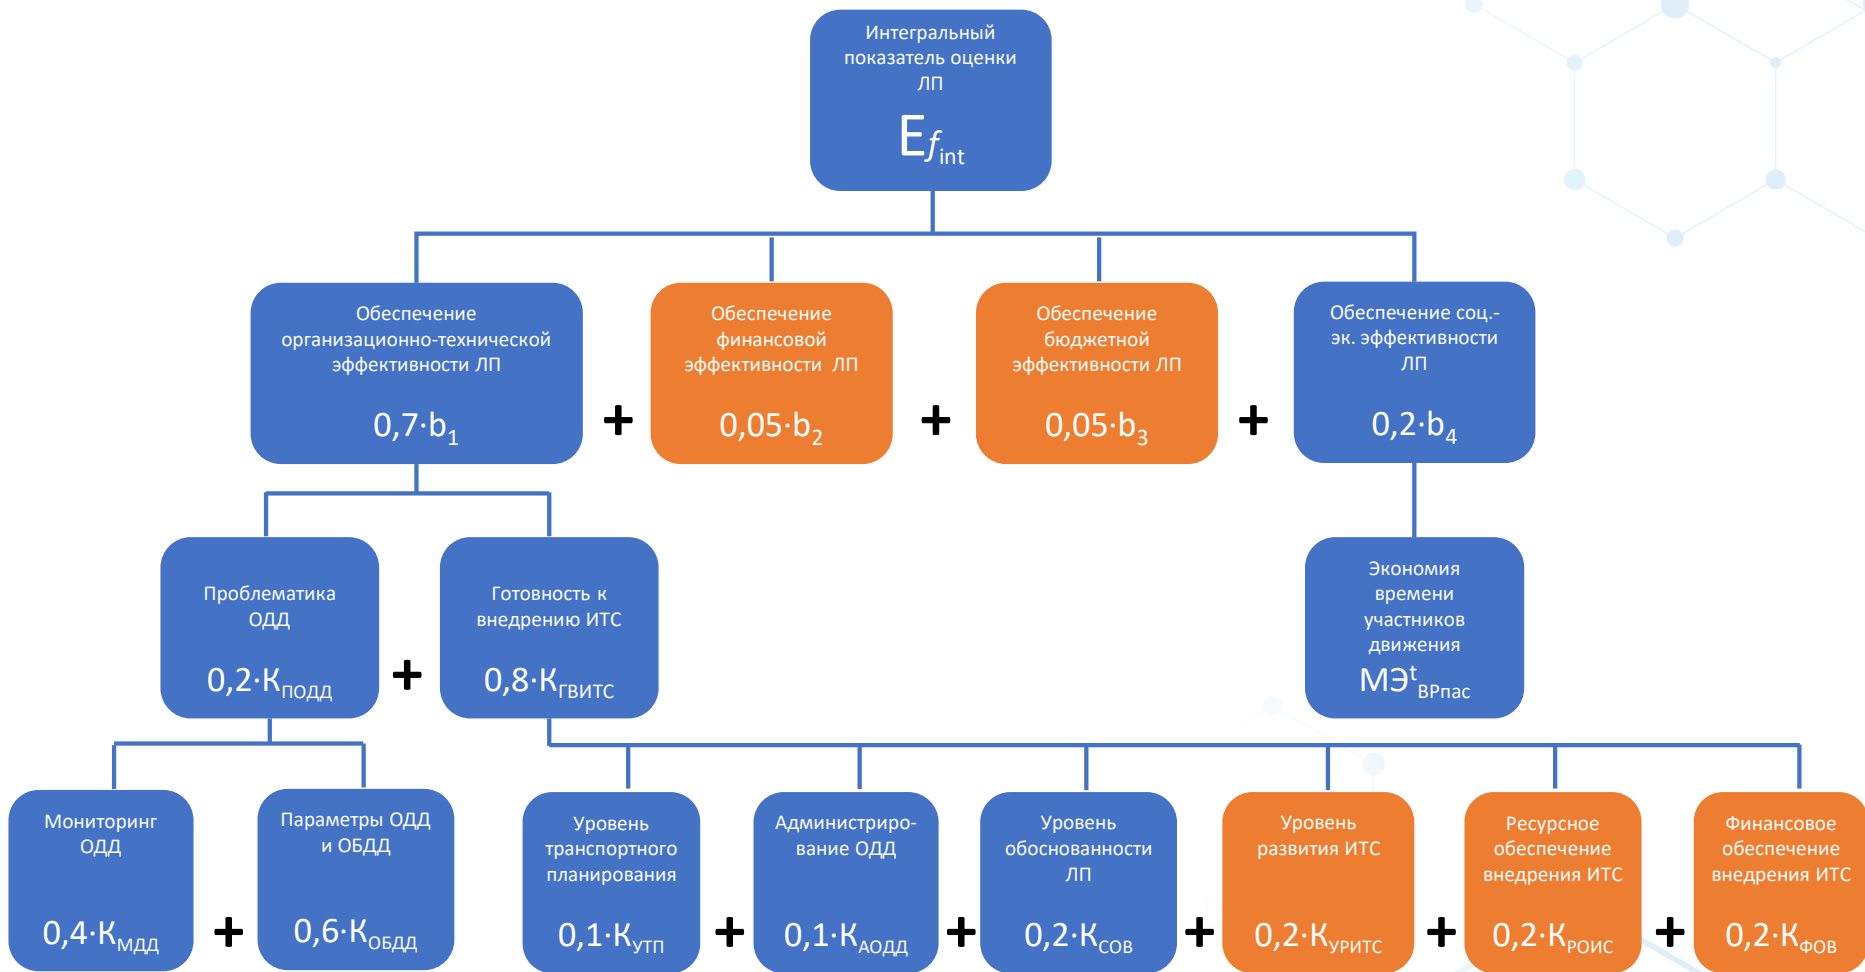 Интегральный
показатель оценки
ЛП
Efint
Обеспечение
организационно-технической
эффективности ЛП
0,7·b1
+
Обеспечение
финансовой
эффективности ЛП
0,05·b2
+
Обеспечение
бюджетной
эффективности ЛП
0,05·b3
+
Обеспечение соц.-
эк. эффективности
ЛП
0,2·b4
Проблематика
ОДД
0,2·КПОДД
+
Готовность к
внедрению ИТС
0,8·КГВИТС
Экономия
времени
участников
движения
МЭtВРпас
Мониторинг
ОДД
0,4·КМДД
+
Параметры ОДД
и ОБДД
0,6·КОБДД
Уровень
транспортного
планирования
0,1·КУТП
+
Администриро-
вание ОДД
0,1·КАОДД
+
Уровень
обоснованности
ЛП
0,2·КСОВ
+
Уровень
развития ИТС
0,2·КУРИТС
+
Ресурсное
обеспечение
внедрения ИТС
0,2·КРОИС
+
Финансовое
обеспечение
внедрения ИТС
0,2·КФОВ